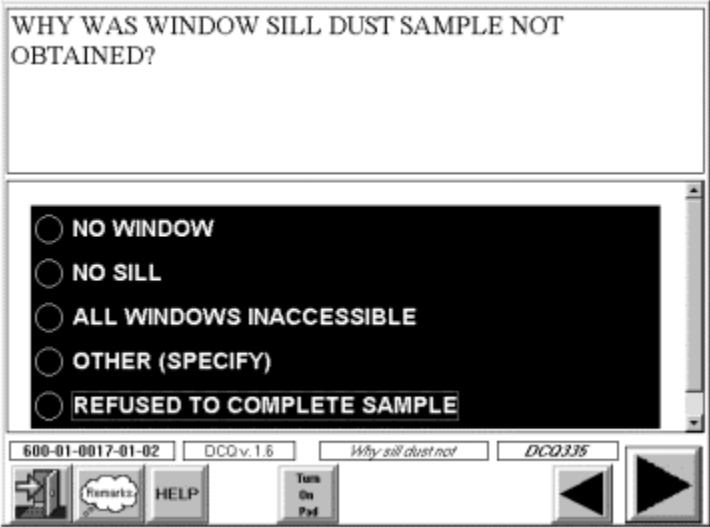 WHY WAS WINDOW SILL DUST SAMPLE NOT
OBTAINED?
NO WINDOW
NO SILL
ALL WINDOWS INACCESSIBLE
OTHER (SPECIFY)
REFUSED TO COMPLETE SAMPLE
600-01-0017-01-02 DCQ v. 1.6 Why sill dust not DCQ335
Remarks HELP Turn
On
Pad